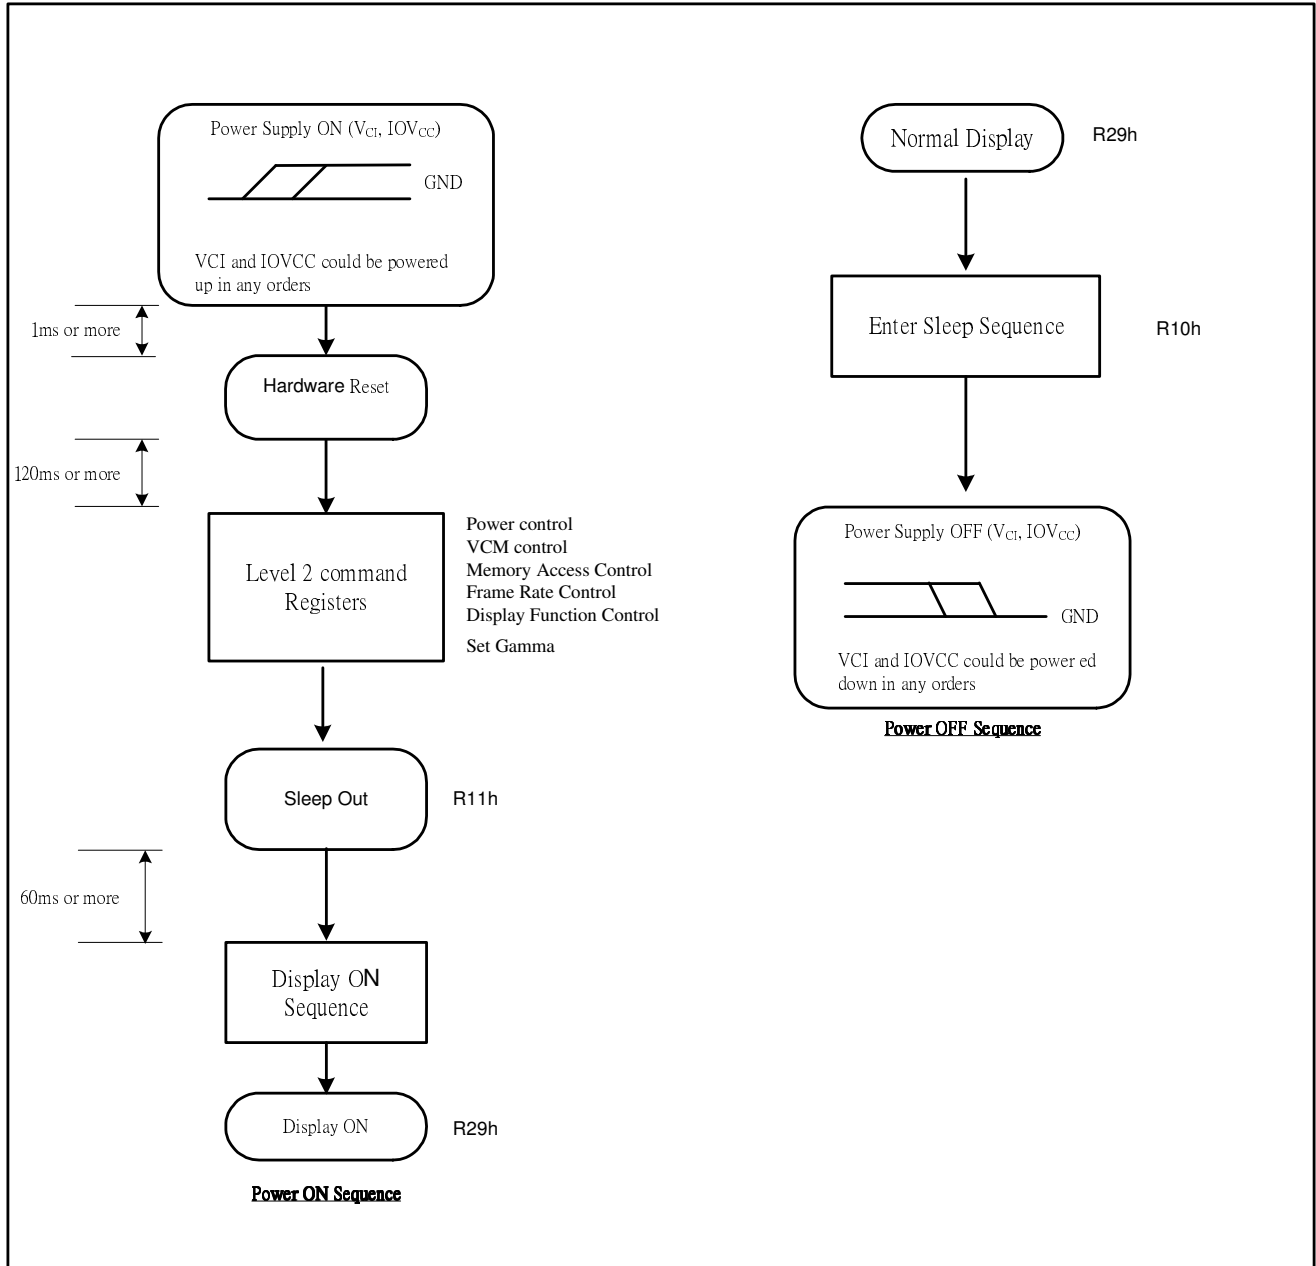 Power Supply ON (VCI, IOVCC)
GND
VCI and IOVCC could be powered
up in any orders
1ms or more
Hardware Reset
120ms or more
Level 2 command
Registers
Power control
VCM control
Memory Access Control
Frame Rate Control
Display Function Control
Set Gamma
Sleep Out
R11h
60ms or more
Display ON
Sequence
Display ON
R29h
Power ON Sequence
Normal Display
R29h
Enter Sleep Sequence
R10h
Power Supply OFF (VCI, IOVCC)
GND
VCI and IOVCC could be power ed
down in any orders
Power OFF Sequence